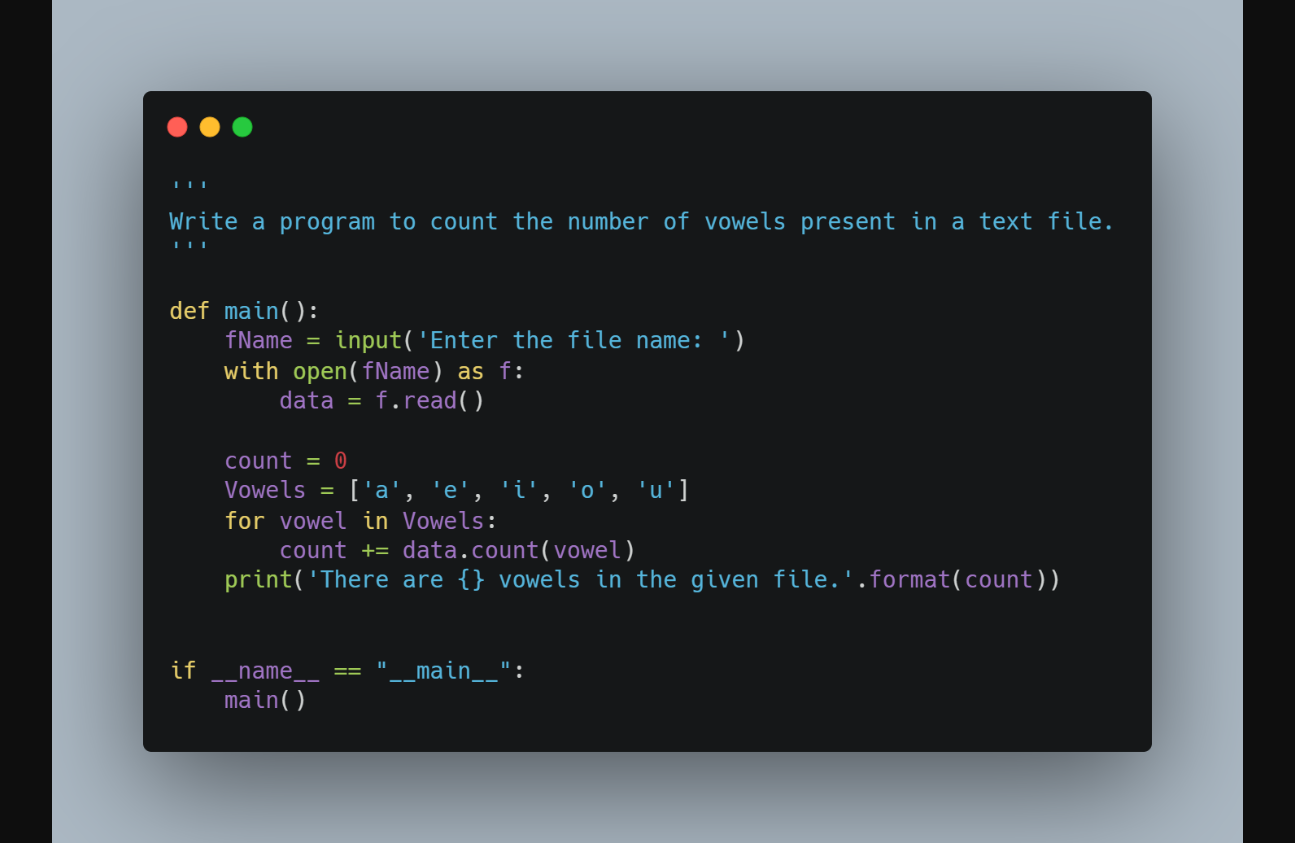 '''
Write a program to count the number of vowels present in a text file.
'''

def main():
    fName = input('Enter the file name: ')
    with open(fName) as f:
        data = f.read()

    count = 0
    Vowels = ['a', 'e', 'i', 'o', 'u']
    for vowel in Vowels:
        count += data.count(vowel)
    print('There are {} vowels in the given file.'.format(count))


if __name__ == "__main__":
    main()